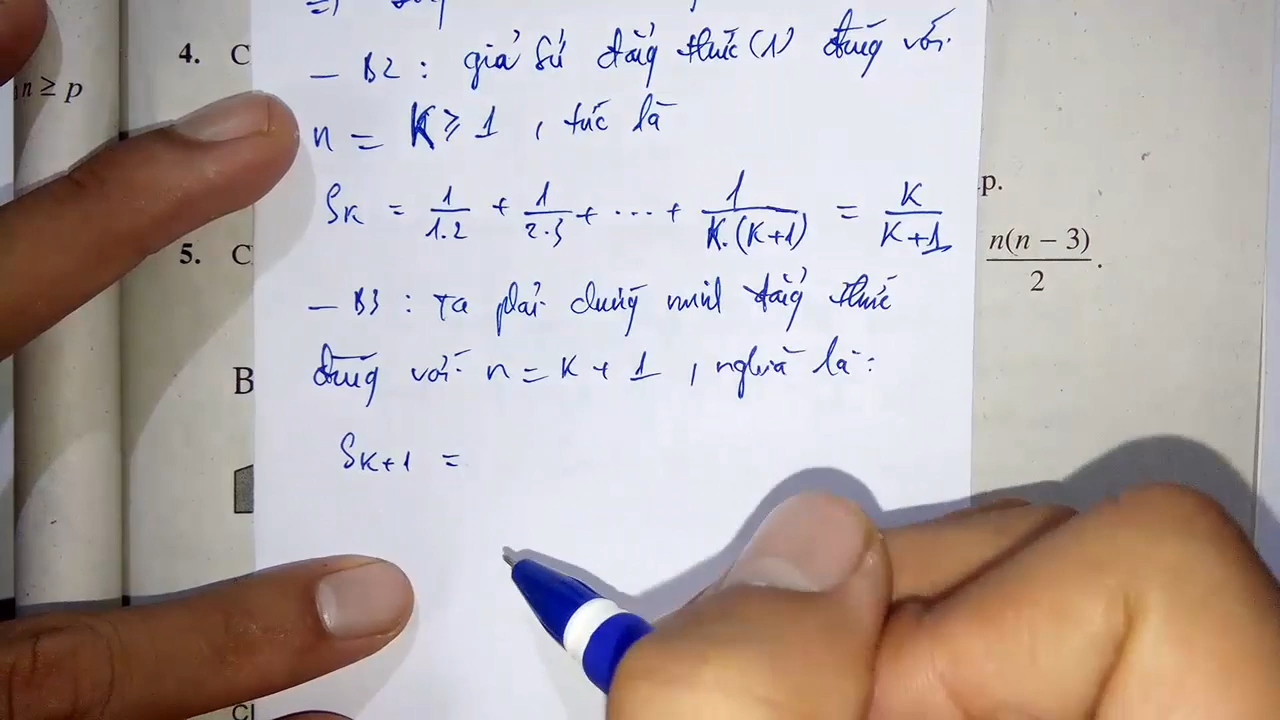 4. C
n ≥ p
– B2 : giả sử đẳng thức (1) đúng với
n = K ≥ 1 , tức là
S_K = 1/1.2 + 1/2.3 + ... + 1/K.(K+1) = K/K+1
p.
5. C
n(n − 3)/2.
– B3 : Ta phải chứng minh đẳng thức
đúng với n = K + 1 , nghĩa là :
B
S_K+1 =
Cl